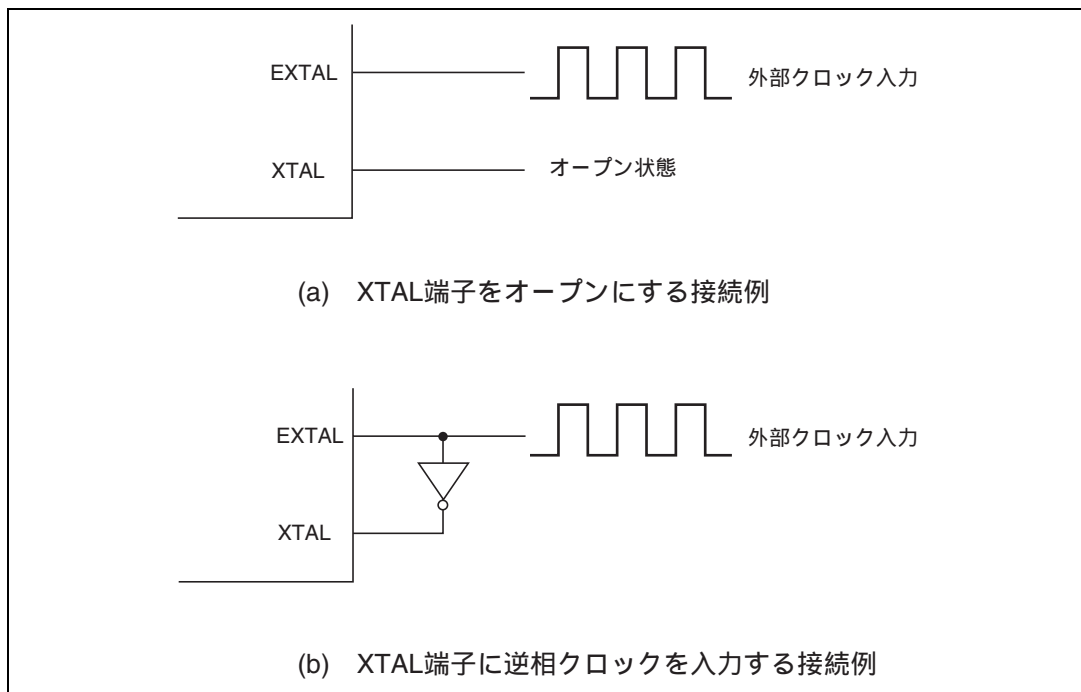 EXTAL
外部クロック入力
XTAL
オープン状態
(a) XTAL端子をオープンにする接続例
EXTAL
外部クロック入力
XTAL
(b) XTAL端子に逆相クロックを入力する接続例